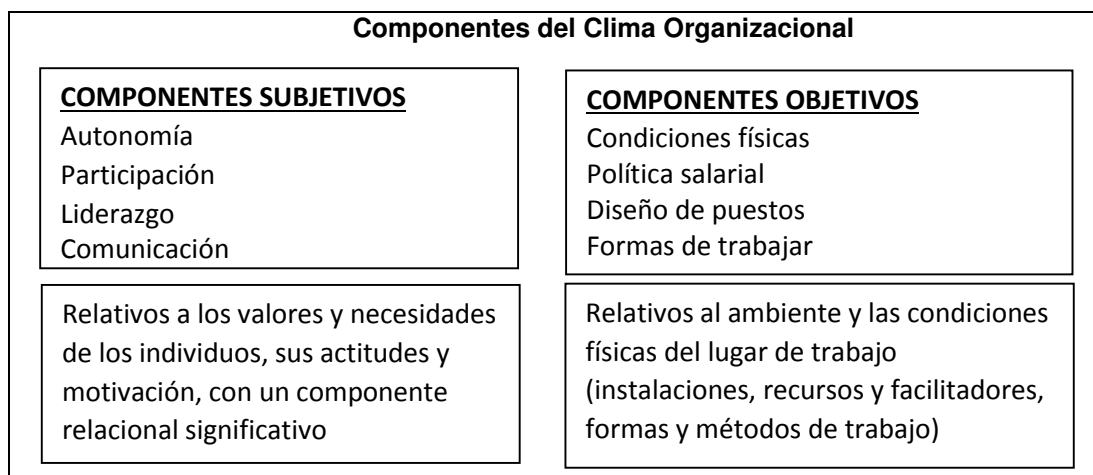 Componentes del Clima Organizacional
COMPONENTES SUBJETIVOS
Autonomía
Participación
Liderazgo
Comunicación
COMPONENTES OBJETIVOS
Condiciones físicas
Política salarial
Diseño de puestos
Formas de trabajar
Relativos a los valores y necesidades
de los individuos, sus actitudes y
motivación, con un componente
relacional significativo
Relativos al ambiente y las condiciones
físicas del lugar de trabajo
(instalaciones, recursos y facilitadores,
formas y métodos de trabajo)